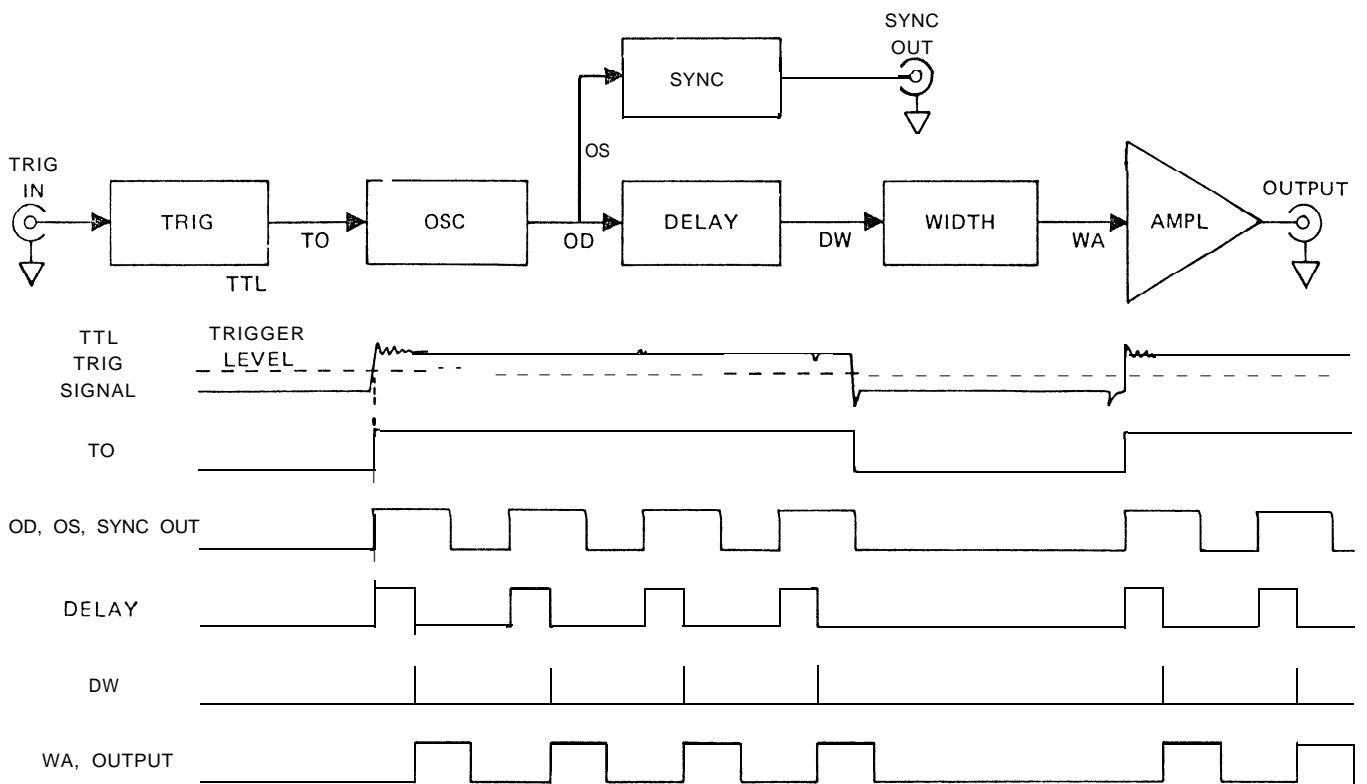 SYNC
OUT
SYNC
OS
TRIG
IN
TRIG
TO
OSC
OD
DELAY
DW
WIDTH
WA
AMPL
OUTPUT
TTL
TTL
TRIG
SIGNAL
TRIGGER
LEVEL
TO
OD, OS, SYNC OUT
DELAY
DW
WA, OUTPUT